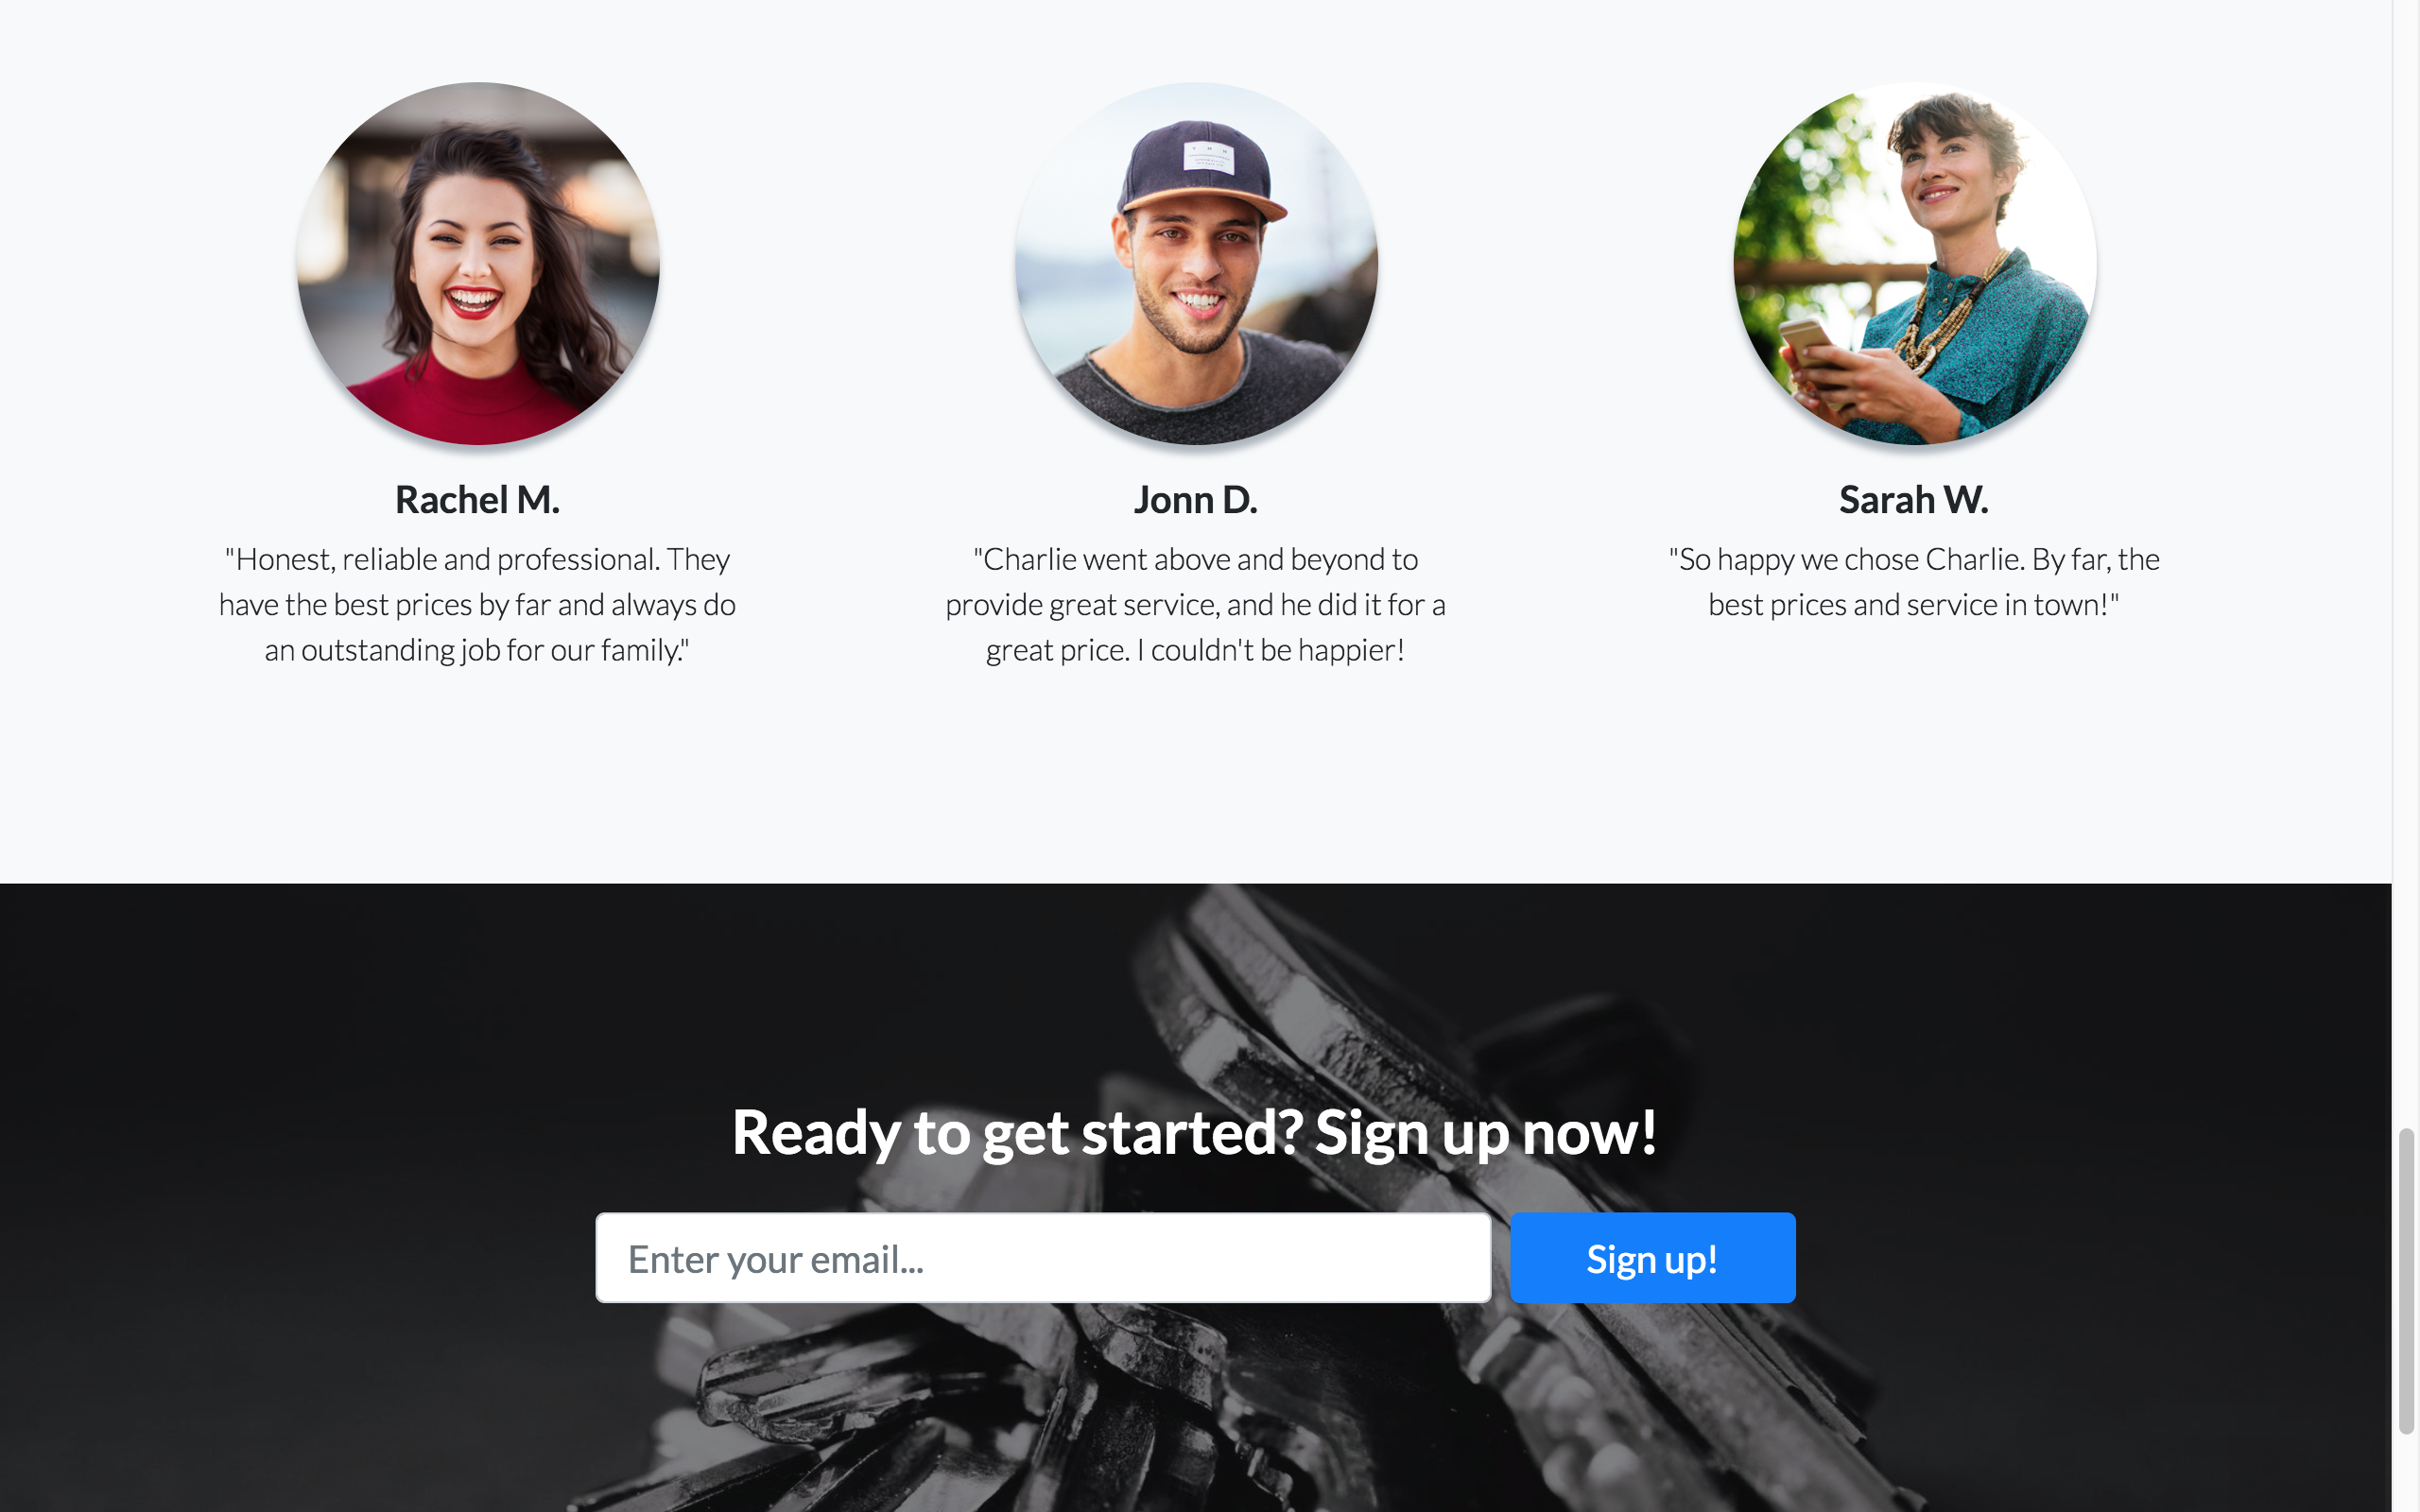 Rachel M.
"Honest, reliable and professional. They
have the best prices by far and always do
an outstanding job for our family."
Jonn D.
"Charlie went above and beyond to
provide great service, and he did it for a
great price. I couldn't be happier!
Sarah W.
"So happy we chose Charlie. By far, the
best prices and service in town!"
Ready to get started? Sign up now!
Enter your email...
Sign up!